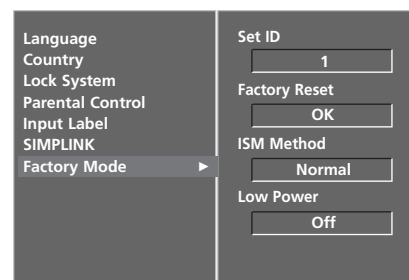 Language
Country
Lock System
Parental Control
Input Label
SIMPLINK
Factory Mode ►
Set ID
1
Factory Reset
OK
ISM Method
Normal
Low Power
Off